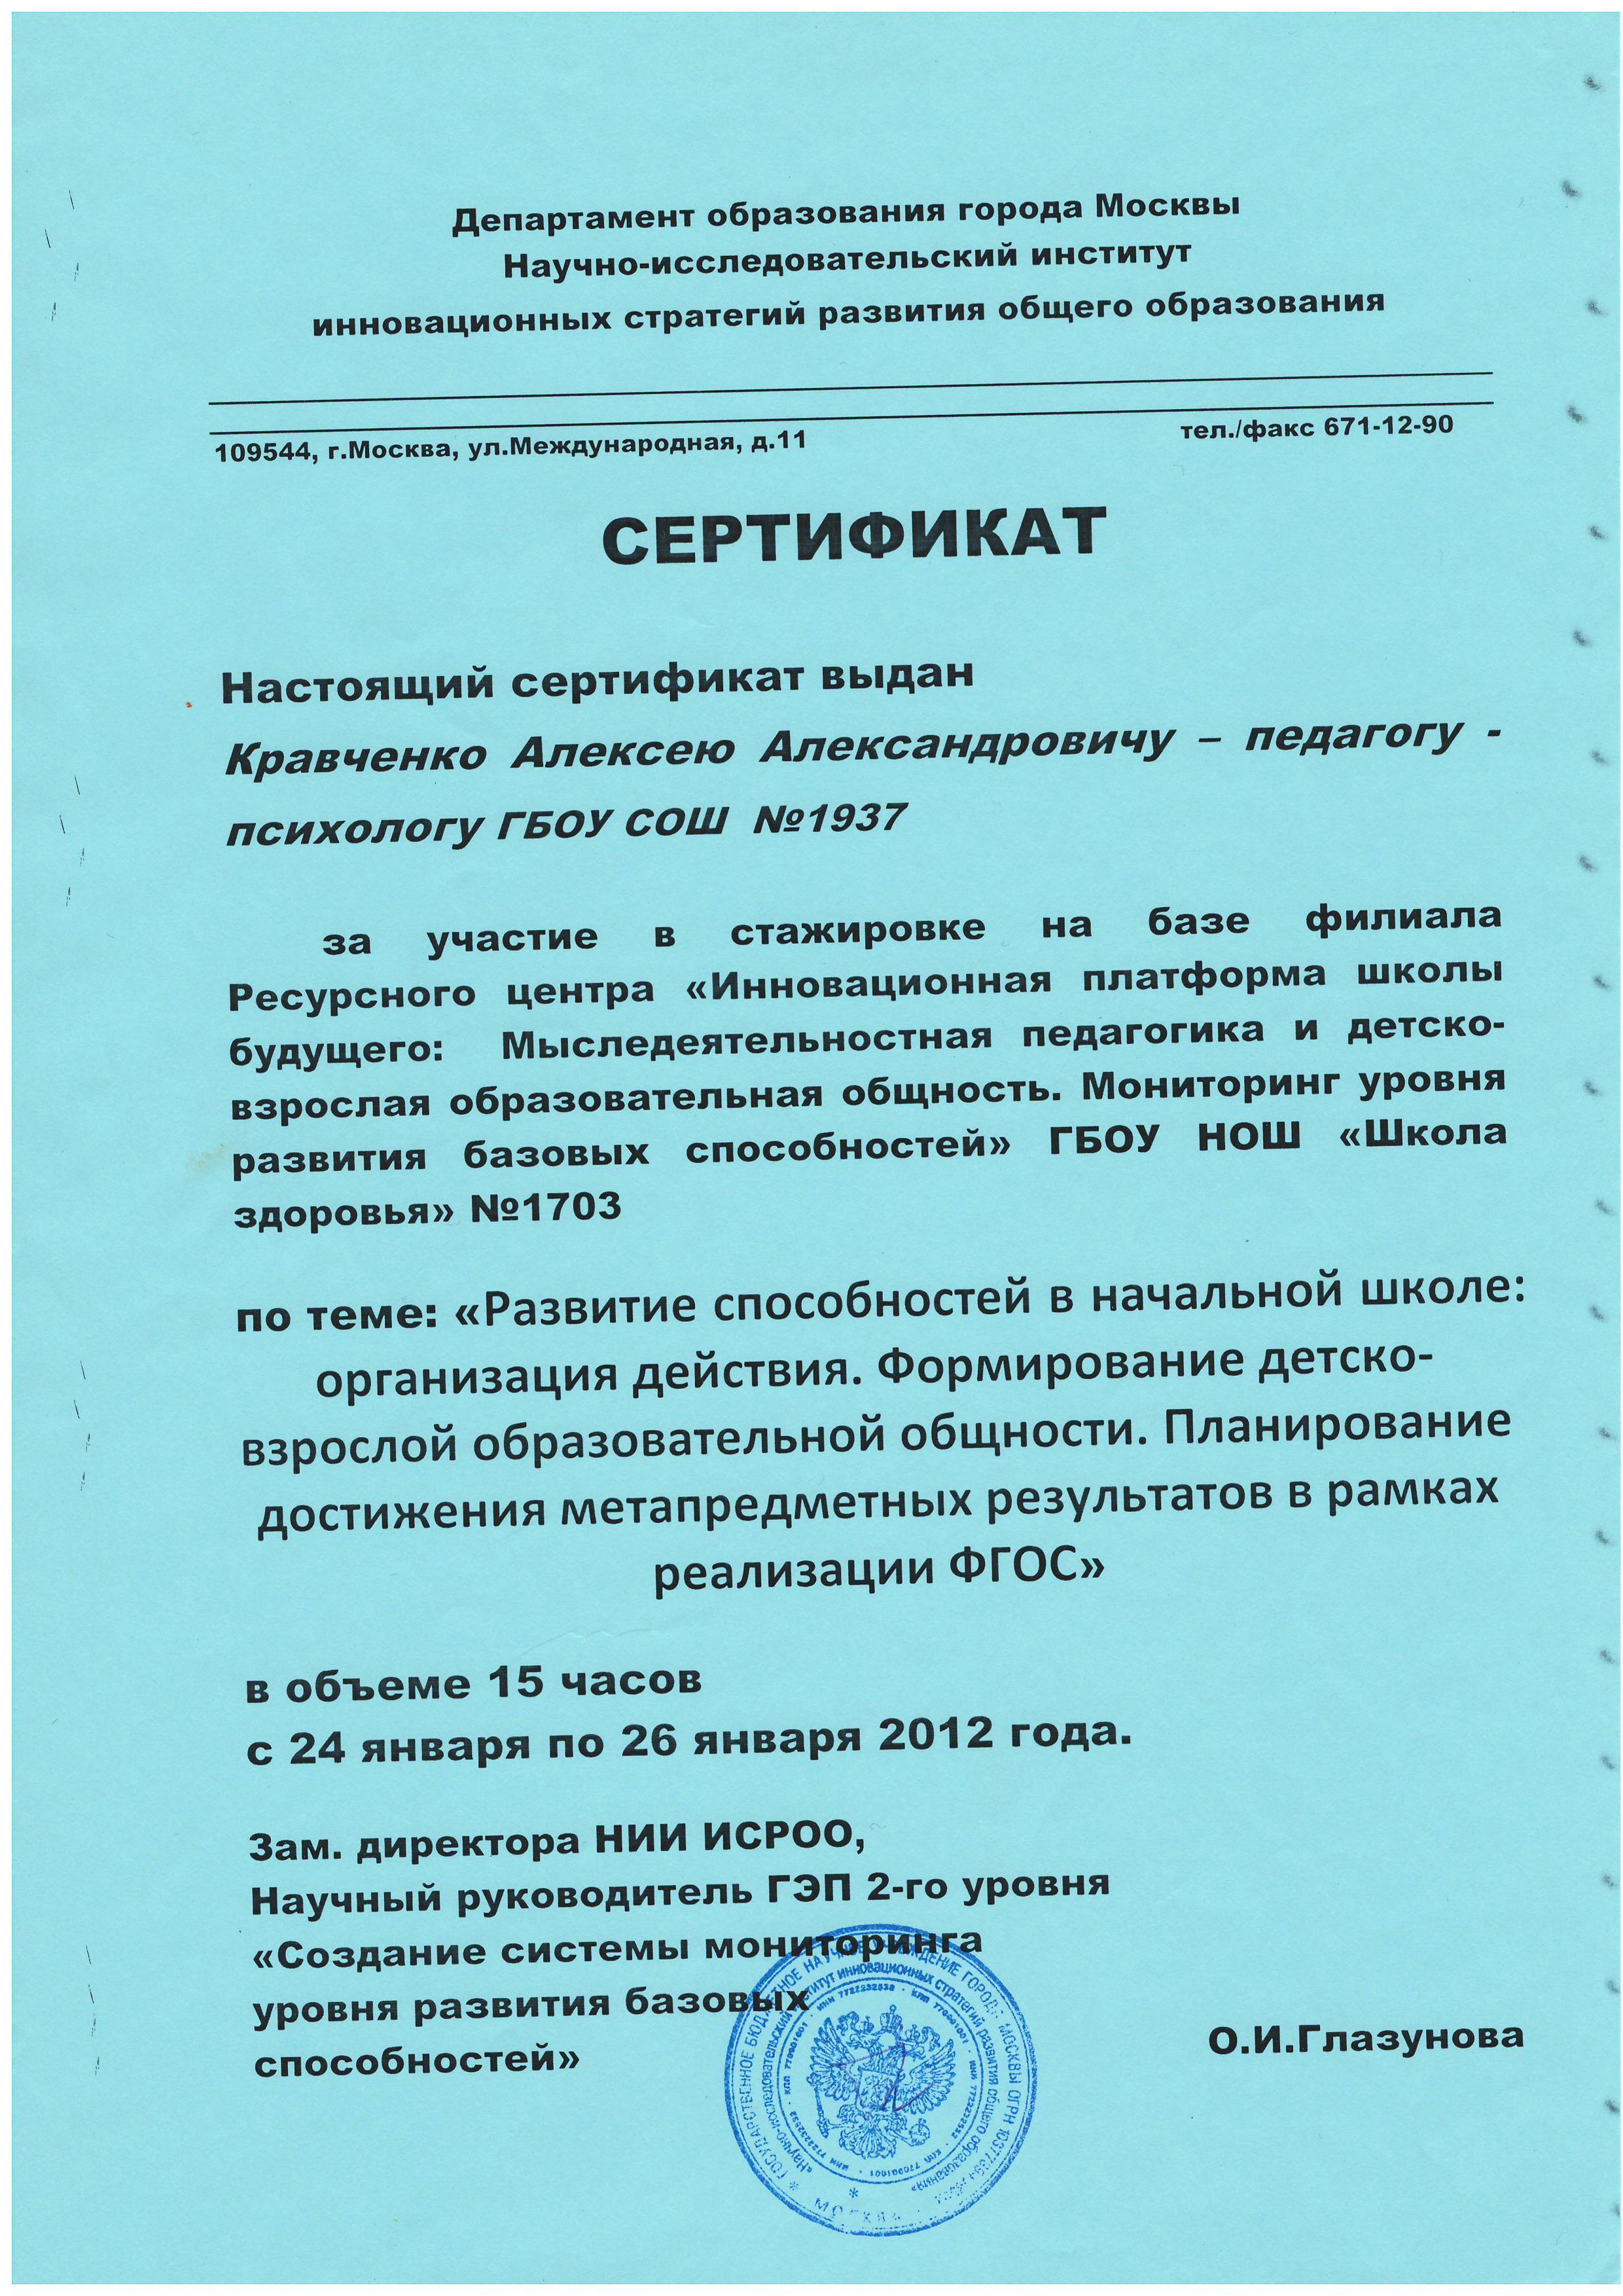 Департамент образования города Москвы
Научно-исследовательский институт
инновационных стратегий развития общего образования
109544, г.Москва, ул.Международная, д.11 тел./факс 671-12-90
СЕРТИФИКАТ
Настоящий сертификат выдан
Кравченко Алексею Александровичу – педагогу -
психологу ГБОУ СОШ №1937
за участие в стажировке на базе филиала
Ресурсного центра «Инновационная платформа школы
будущего: Мыследеятельностная педагогика и детско-
взрослая образовательная общность. Мониторинг уровня
развития базовых способностей» ГБОУ НОШ «Школа
здоровья» №1703
по теме: «Развитие способностей в начальной школе:
организация действия. Формирование детско-
взрослой образовательной общности. Планирование
достижения метапредметных результатов в рамках
реализации ФГОС»
в объеме 15 часов
с 24 января по 26 января 2012 года.
Зам. директора НИИ ИСРОО,
Научный руководитель ГЭП 2-го уровня
«Создание системы мониторинга
уровня развития базовых
способностей»
О.И.Глазунова
ГОСУДАРСТВЕННОЕ БЮДЖЕТНОЕ НАУЧНОЕ УЧРЕЖДЕНИЕ ГОРОДА МОСКВЫ ОГРН
«Научно-исследовательский институт инновационных стратегий развития общего образования»
МОСКВА